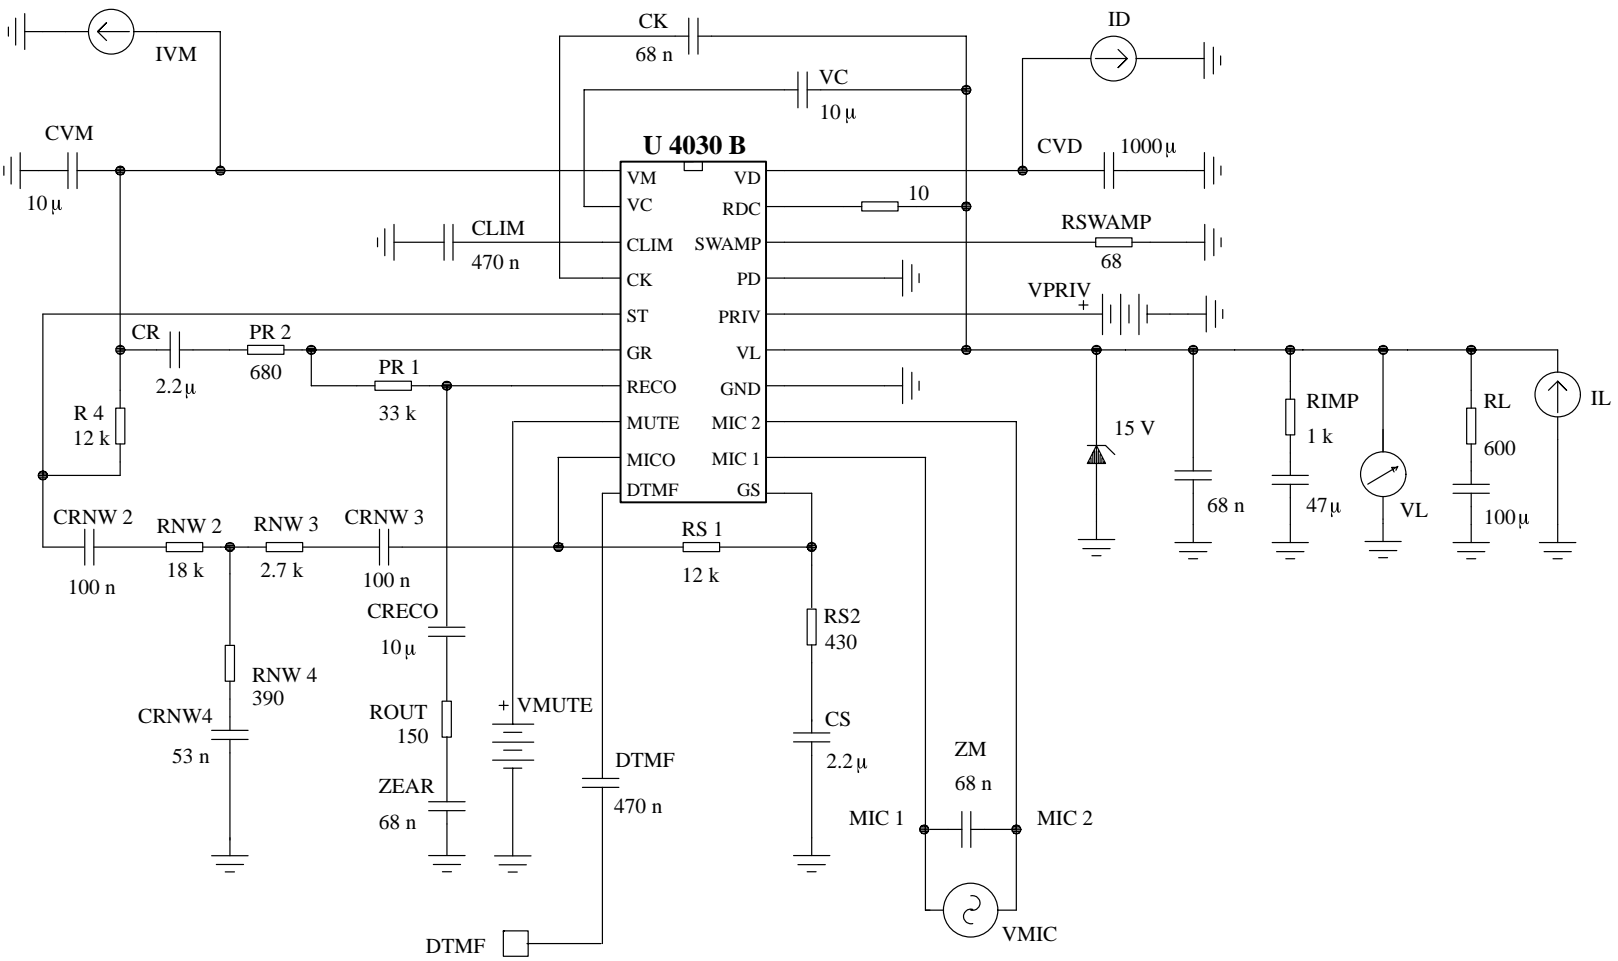 CK
68 n
ID
IVM
VC
10 µ
CVM
10 µ
U 4030 B
CVD
1000 µ
VM
VD
VC
RDC
10
CLIM
470 n
CLIM
SWAMP
RSWAMP
68
CK
PD
VPRIV
+
ST
PRIV
CR
2.2 µ
PR 2
680
GR
VL
PR 1
33 k
RECO
GND
R 4
12 k
MUTE
MIC 2
MICO
MIC 1
DTMF
GS
15 V
RIMP
1 k
RL
600
IL
68 n
47 µ
VL
100 µ
CRNW 2
100 n
RNW 2
18 k
RNW 3
2.7 k
CRNW 3
100 n
RS 1
12 k
CRECO
10 µ
RS2
430
RNW 4
390
CRNW4
53 n
ROUT
150
+ VMUTE
CS
2.2 µ
ZEAR
68 n
DTMF
470 n
ZM
68 n
MIC 1
MIC 2
VMIC
DTMF